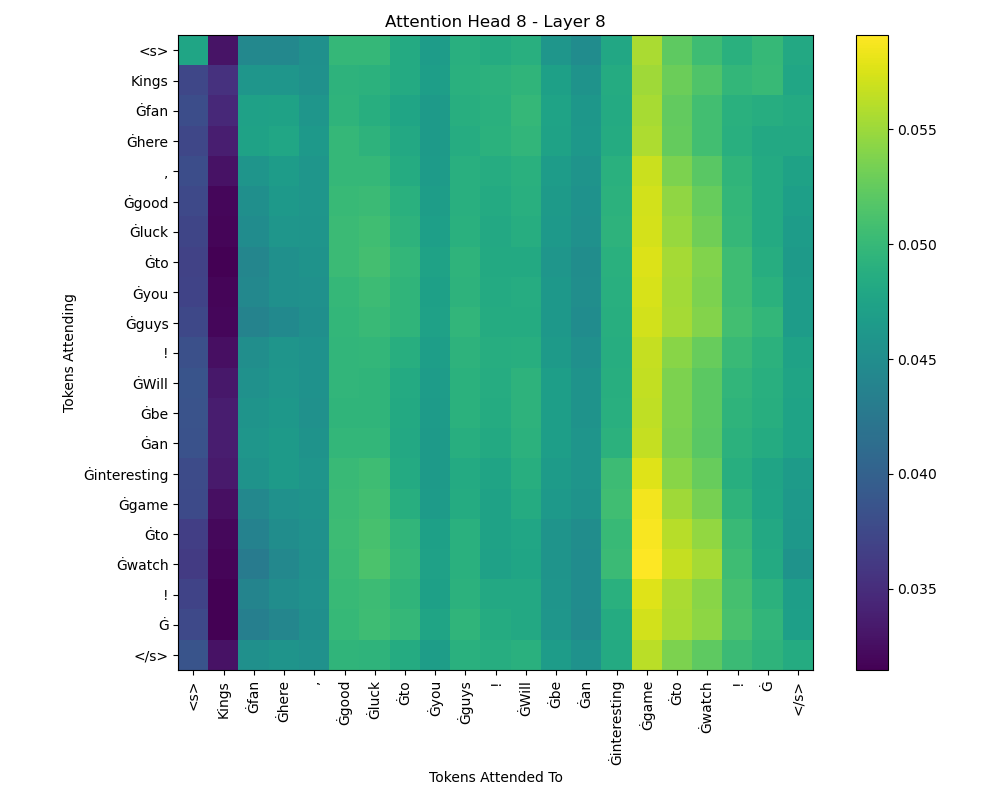 Attention Head 8 - Layer 8
Tokens Attending
<s>
Kings
Ġfan
Ġhere
,
Ġgood
Ġluck
Ġto
Ġyou
Ġguys
!
ĠWill
Ġbe
Ġan
Ġinteresting
Ġgame
Ġto
Ġwatch
!
Ġ
</s>
<s>
Kings
Ġfan
Ġhere
,
Ġgood
Ġluck
Ġto
Ġyou
Ġguys
!
ĠWill
Ġbe
Ġan
Ġinteresting
Ġgame
Ġto
Ġwatch
!
Ġ
</s>
Tokens Attended To
0.055
0.050
0.045
0.040
0.035